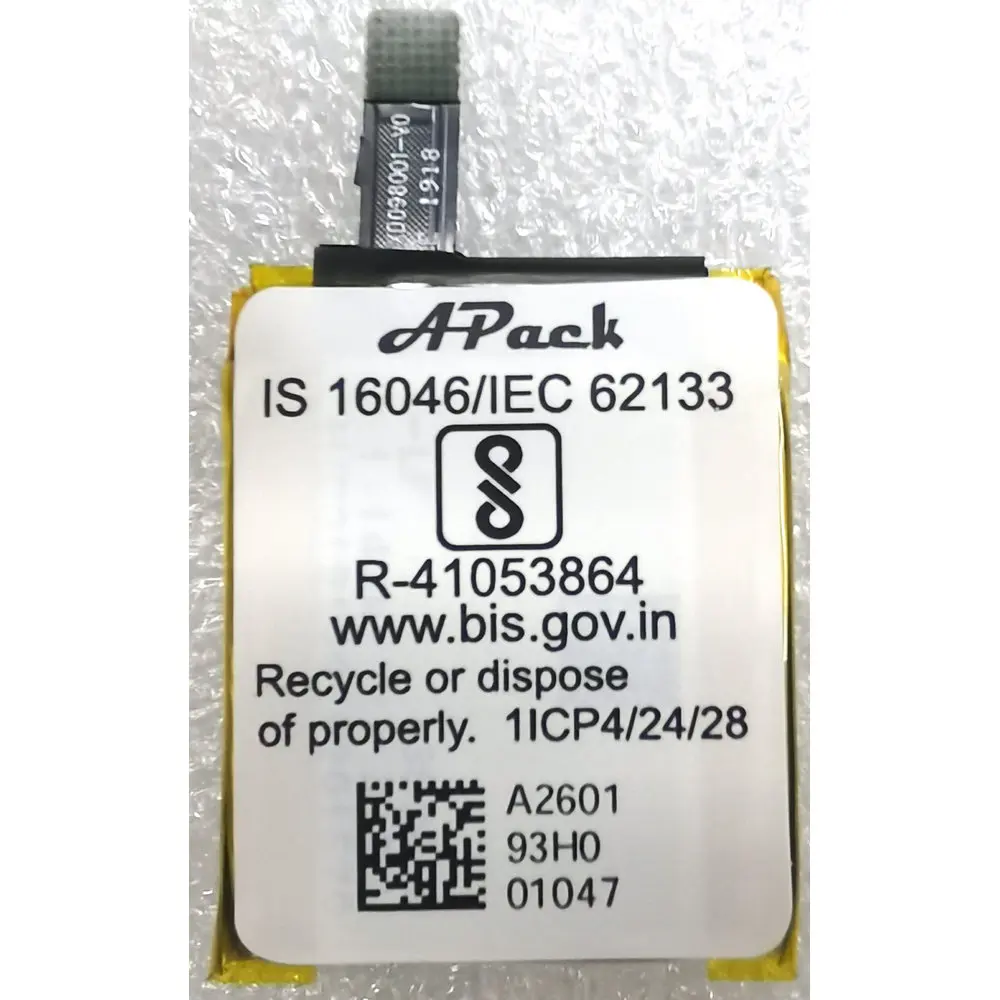 0098001-V0
1918
APack
IS 16046/IEC 62133
R-41053864
www.bis.gov.in
Recycle or dispose
of properly. 1ICP4/24/28
A2601
93H0
01047